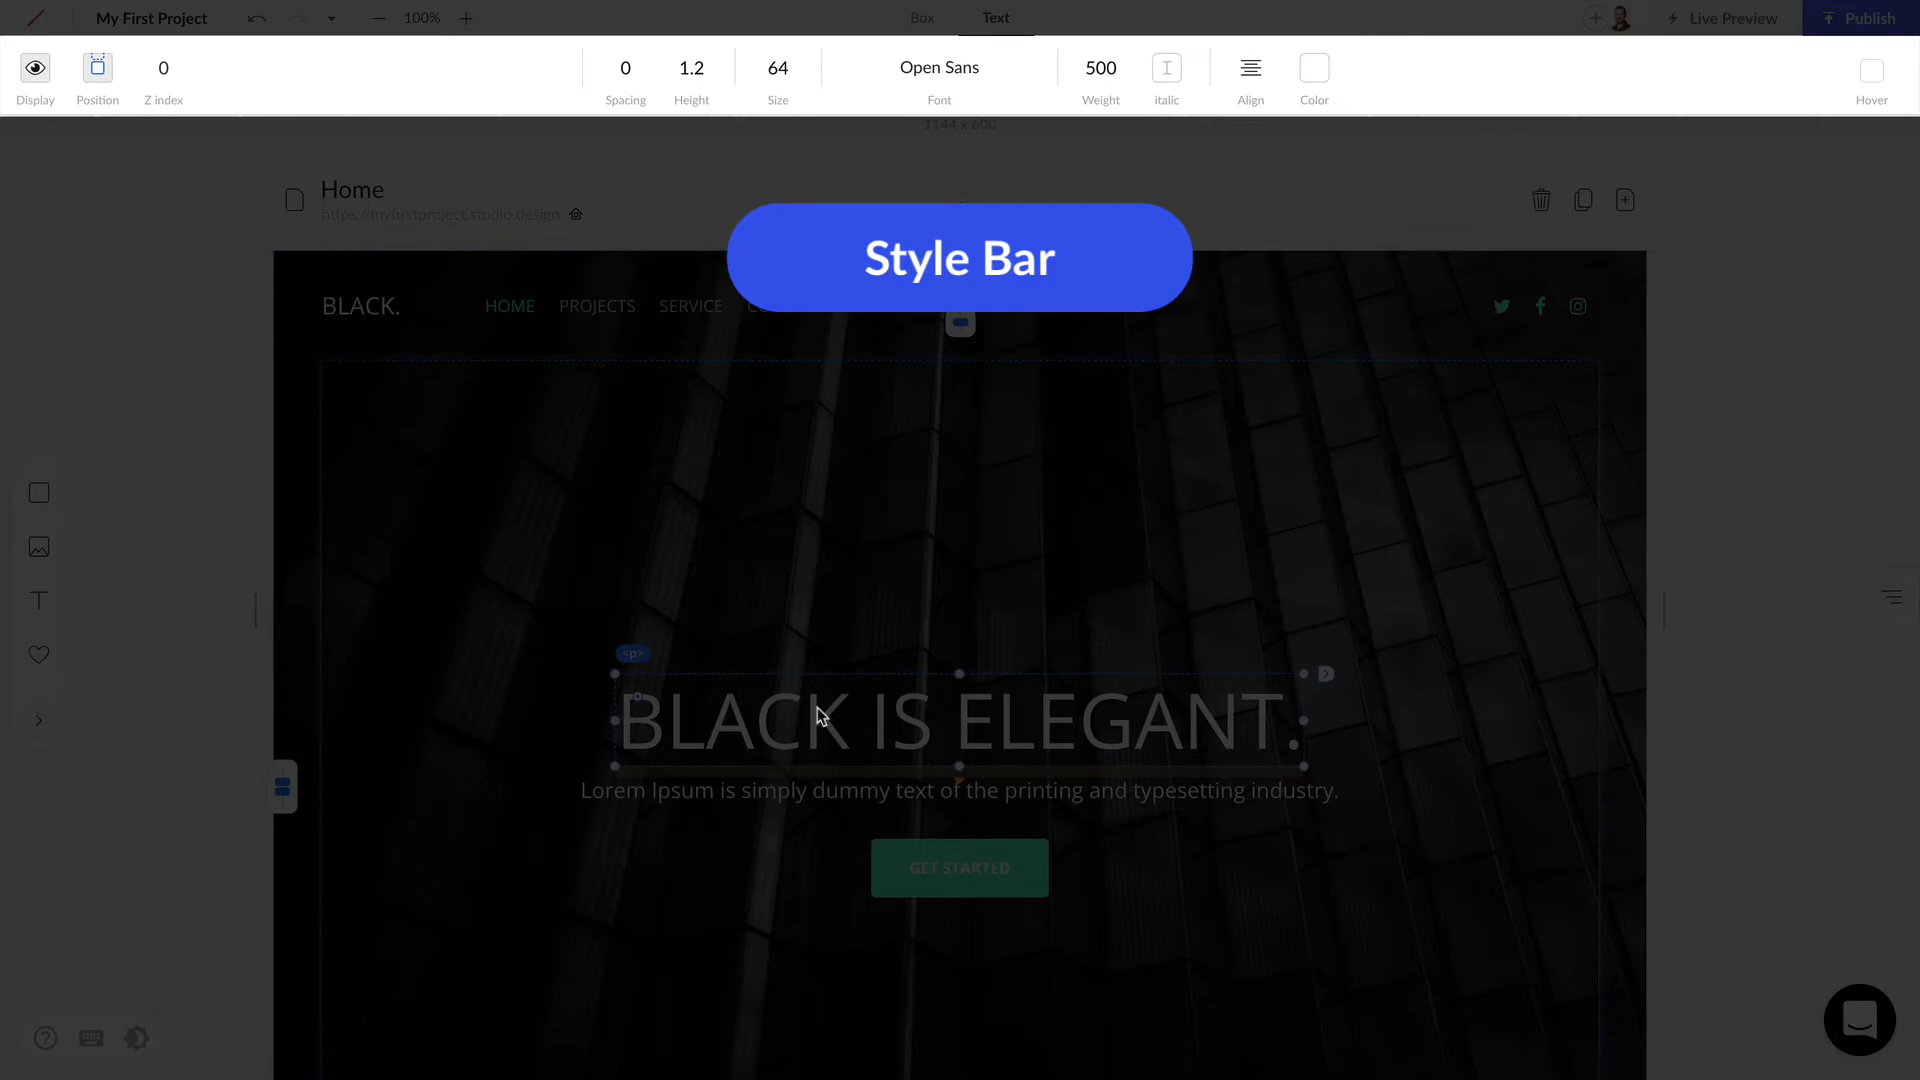 My First Project
100%
Box
Text
Live Preview
Publish
0
0
1.2
64
Open Sans
500
Display
Position
Z index
Spacing
Height
Size
Font
Weight
italic
Align
Color
Hover
1144 x 600
Home
https://myfirstproject.studio.design
Style Bar
BLACK.
HOME
PROJECTS
SERVICE
<p>
BLACK IS ELEGANT.
Lorem Ipsum is simply dummy text of the printing and typesetting industry.
GET STARTED